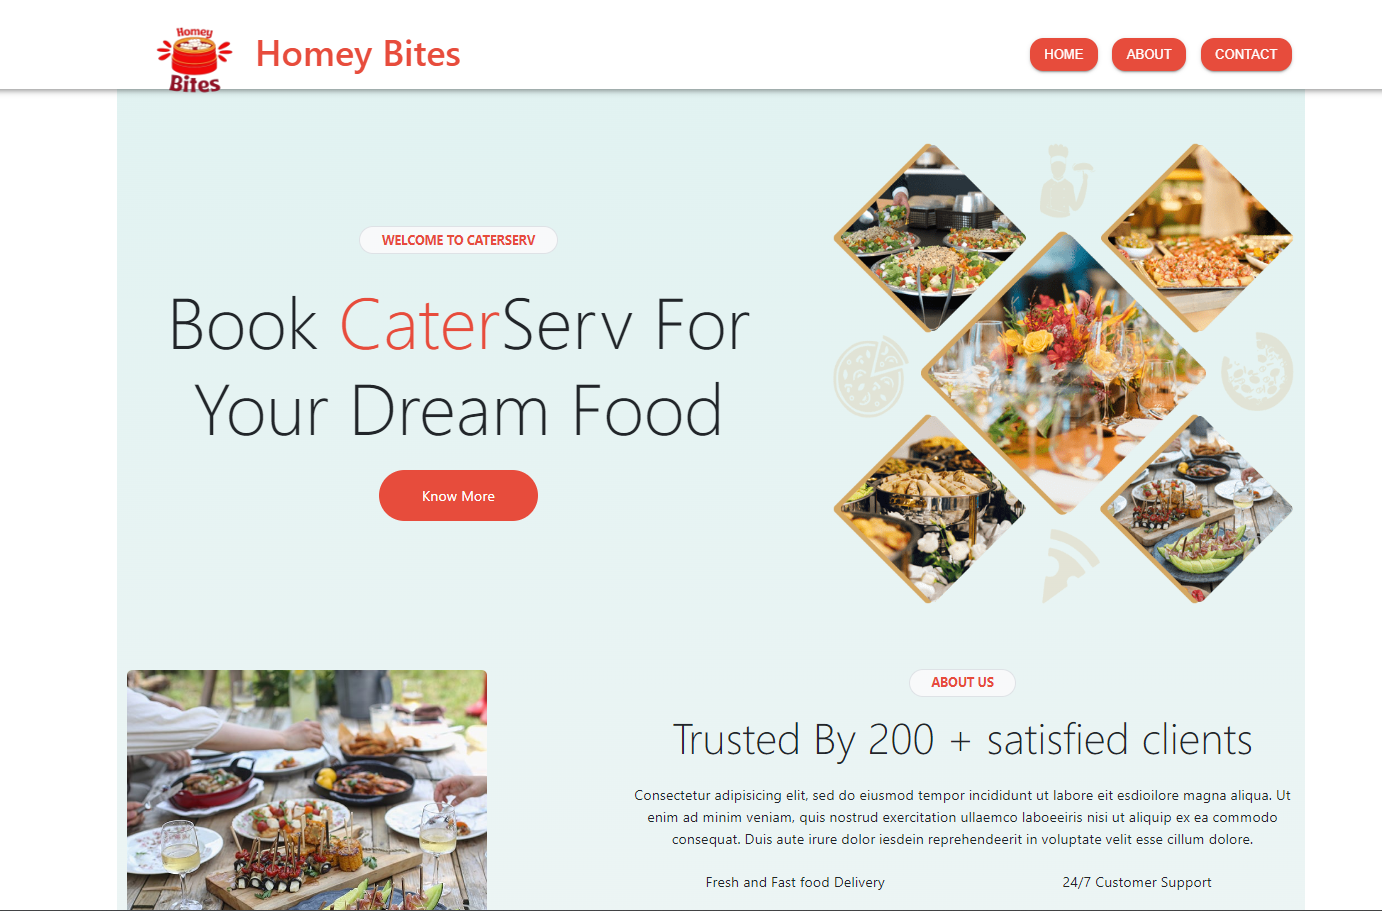 Homey
Bites
Homey Bites
HOME
ABOUT
CONTACT
WELCOME TO CATERSERV
Book CaterServ For
Your Dream Food
Know More
ABOUT US
Trusted By 200 + satisfied clients
Consectetur adipisicing elit, sed do eiusmod tempor incididunt ut labore eit esdioilore magna aliqua. Ut
enim ad minim veniam, quis nostrud exercitation ullaemco laboeeiris nisi ut aliquip ex ea commodo
consequat. Duis aute irure dolor iesdein reprehendeerit in voluptate velit esse cillum dolore.
Fresh and Fast food Delivery
24/7 Customer Support